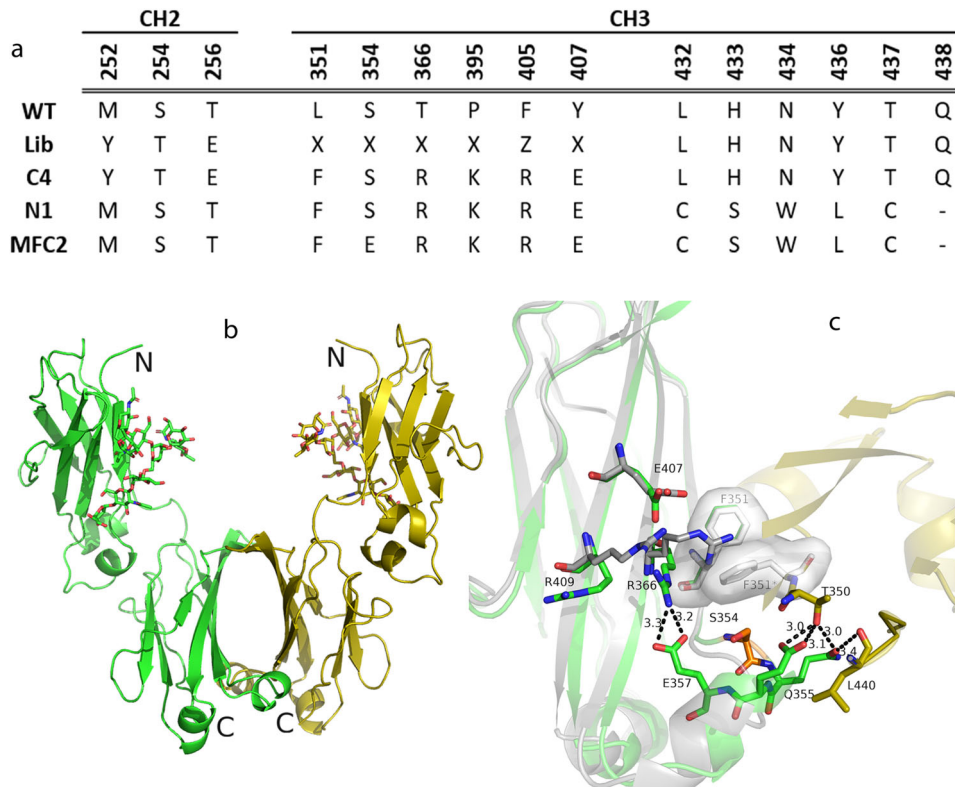 CH2 CH3
a
252 254 256 351 354 366 395 405 407 432 433 434 436 437 438
WT M S T L S T P F Y L H N Y T Q
Lib Y T E X X X X Z X L H N Y T Q
C4 Y T E F S R K R E L H N Y T Q
N1 M S T F S R K R E C S W L C -
MFC2 M S T F E R K R E C S W L C -
b
N N
C C
c
E407
F351
R409 R366 F351'
T350
S354
3.3 3.2
3.0 3.0
3.1 3.4
E357 Q355 L440